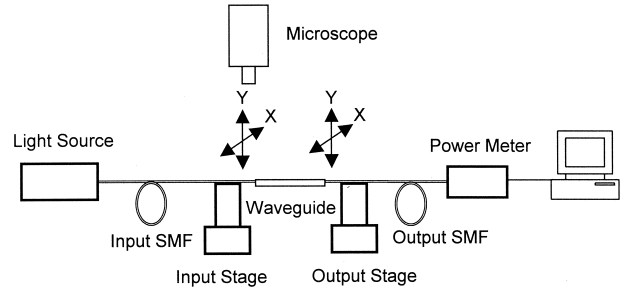 Microscope
Y
X
Y
X
Light Source
Power Meter
Waveguide
Input SMF
Output SMF
Input Stage
Output Stage